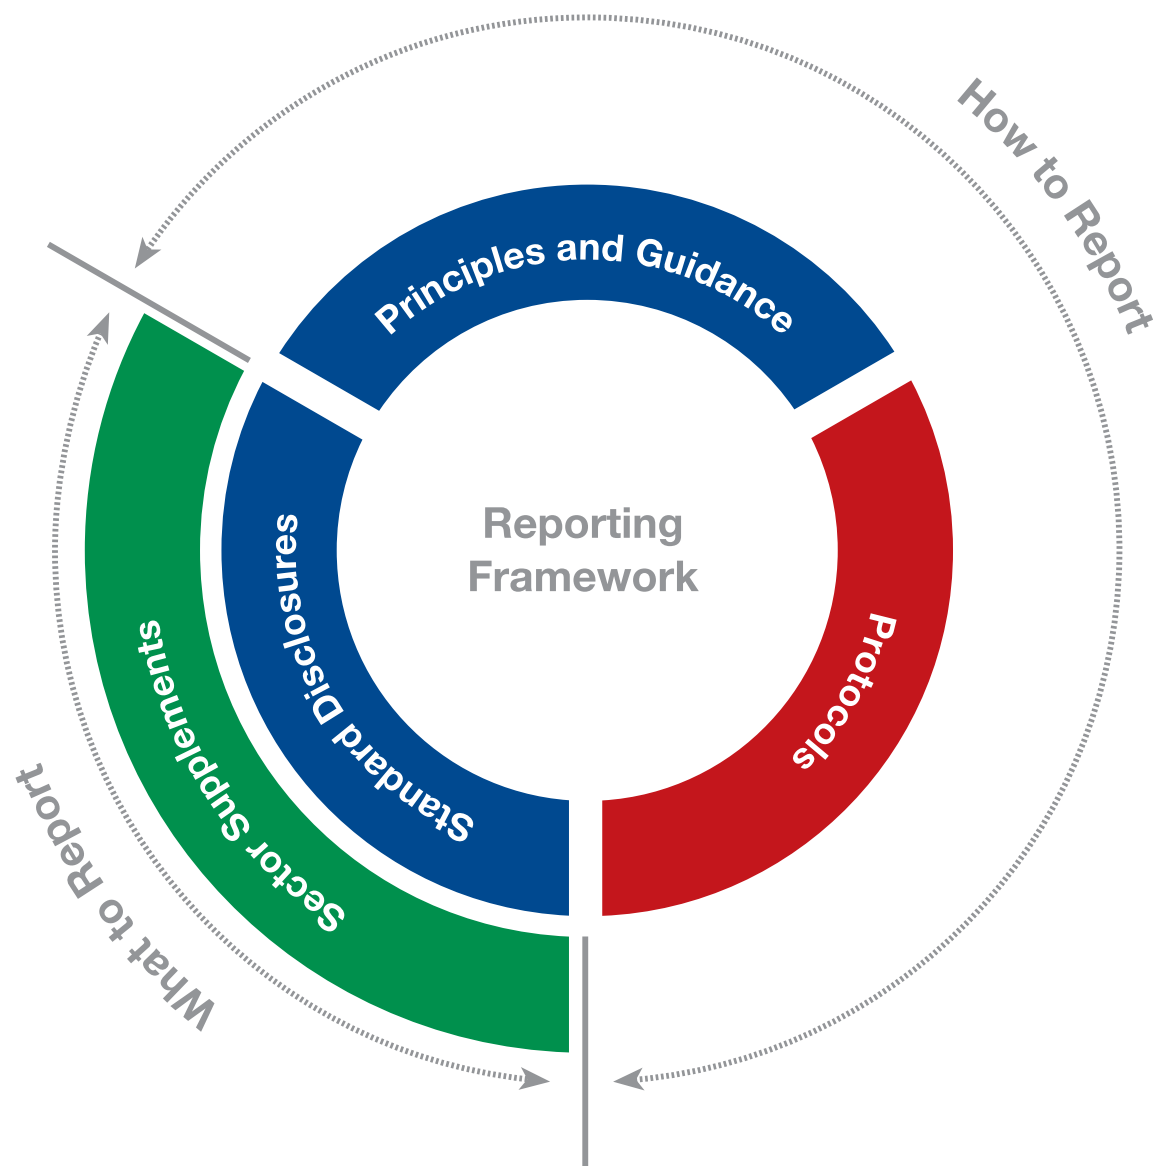 How to Report
Principles and Guidance
Reporting
Framework
Protocols
Standard Disclosures
Sector Supplements
What to Report